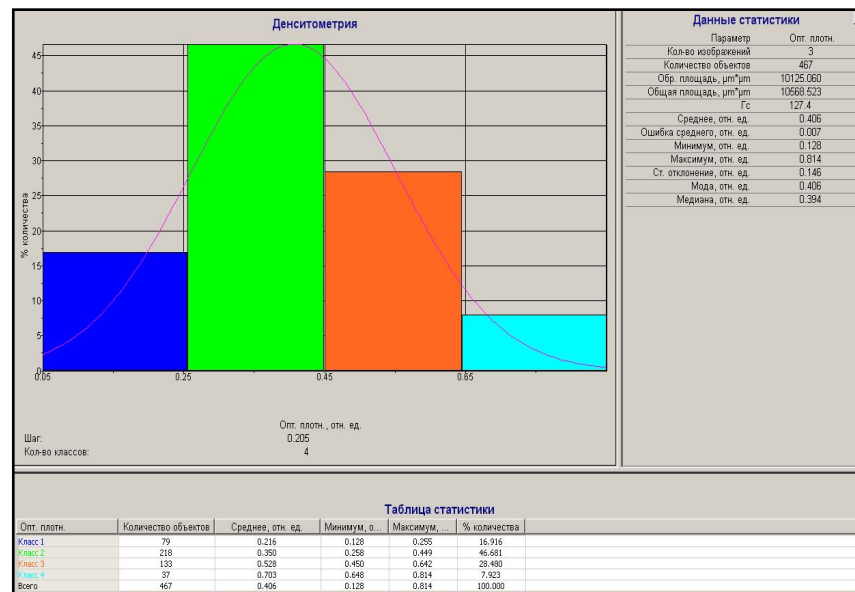 Денситометрия
45
40
35
30
25
20
15
10
5
0
% количества
0.05 0.25 0.45 0.65
Опт. плотн., отн. ед.
Шаг: 0.205
Кол-во классов: 4
Данные статистики
Параметр Опт. плотн.
Кол-во изображений 3
Количество объектов 467
Обр. площадь, µm*µm 10125.060
Общая площадь, µm*µm 10568.523
Гс 127.4
Среднее, отн. ед. 0.406
Ошибка среднего, отн. ед. 0.007
Минимум, отн. ед. 0.128
Максимум, отн. ед. 0.814
Ст. отклонение, отн. ед. 0.146
Мода, отн. ед. 0.406
Медиана, отн. ед. 0.394
Таблица статистики
Опт. плотн. Количество объектов Среднее, отн. ед. Минимум, о... Максимум, ... % количества
Класс 1 79 0.216 0.128 0.255 16.916
Класс 2 218 0.350 0.258 0.449 46.681
Класс 3 133 0.528 0.450 0.642 28.480
Класс 4 37 0.703 0.648 0.814 7.923
Всего 467 0.406 0.128 0.814 100.000